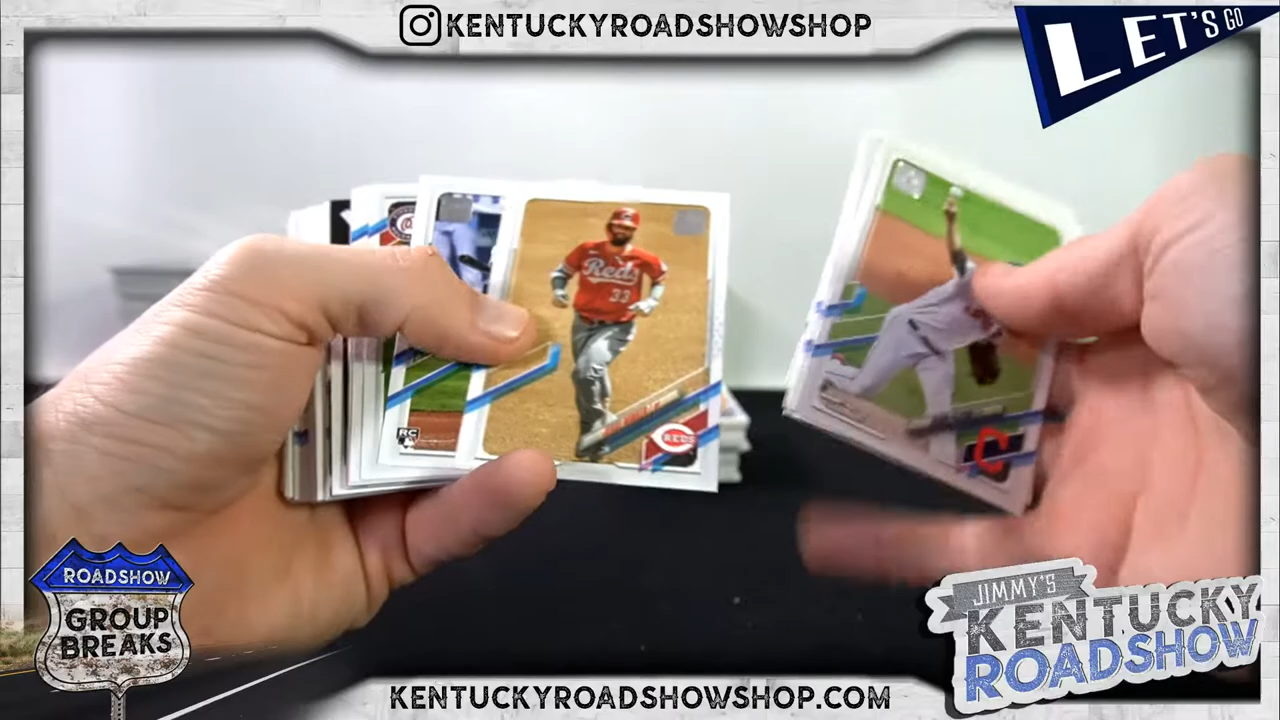 KENTUCKYROADSHOWSHOP
LET'S GO
Reds
33
RC
REDS
ROADSHOW
GROUP
BREAKS
JIMMY'S
KENTUCKY
ROADSHOW
KENTUCKYROADSHOWSHOP.COM